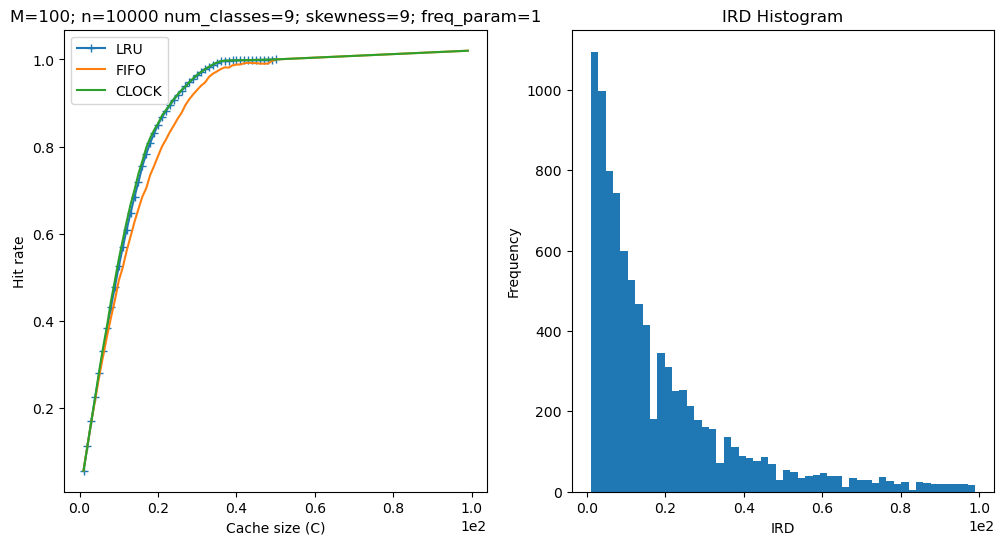 M=100; n=10000 num_classes=9; skewness=9; freq_param=1
LRU
FIFO
CLOCK
Hit rate
1.0
0.8
0.6
0.4
0.2
0.0 0.2 0.4 0.6 0.8 1.0
1e2
Cache size (C)
IRD Histogram
Frequency
1000
800
600
400
200
0
0.0 0.2 0.4 0.6 0.8 1.0
1e2
IRD